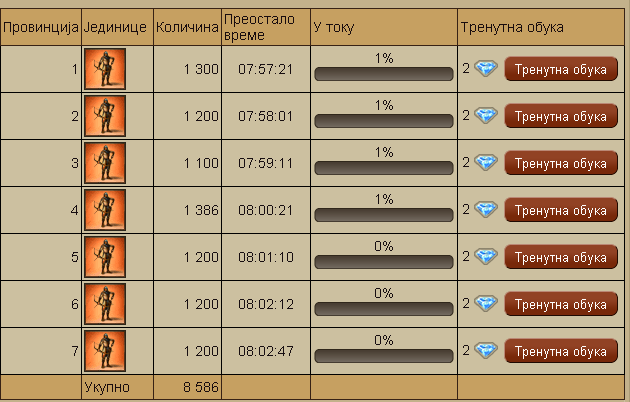 Провинција Јединице Количина Преостало време У току Тренутна обука
1 1 300 07:57:21 1% 2 Тренутна обука
2 1 200 07:58:01 1% 2 Тренутна обука
3 1 100 07:59:11 1% 2 Тренутна обука
4 1 386 08:00:21 1% 2 Тренутна обука
5 1 200 08:01:10 0% 2 Тренутна обука
6 1 200 08:02:12 0% 2 Тренутна обука
7 1 200 08:02:47 0% 2 Тренутна обука
Укупно 8 586